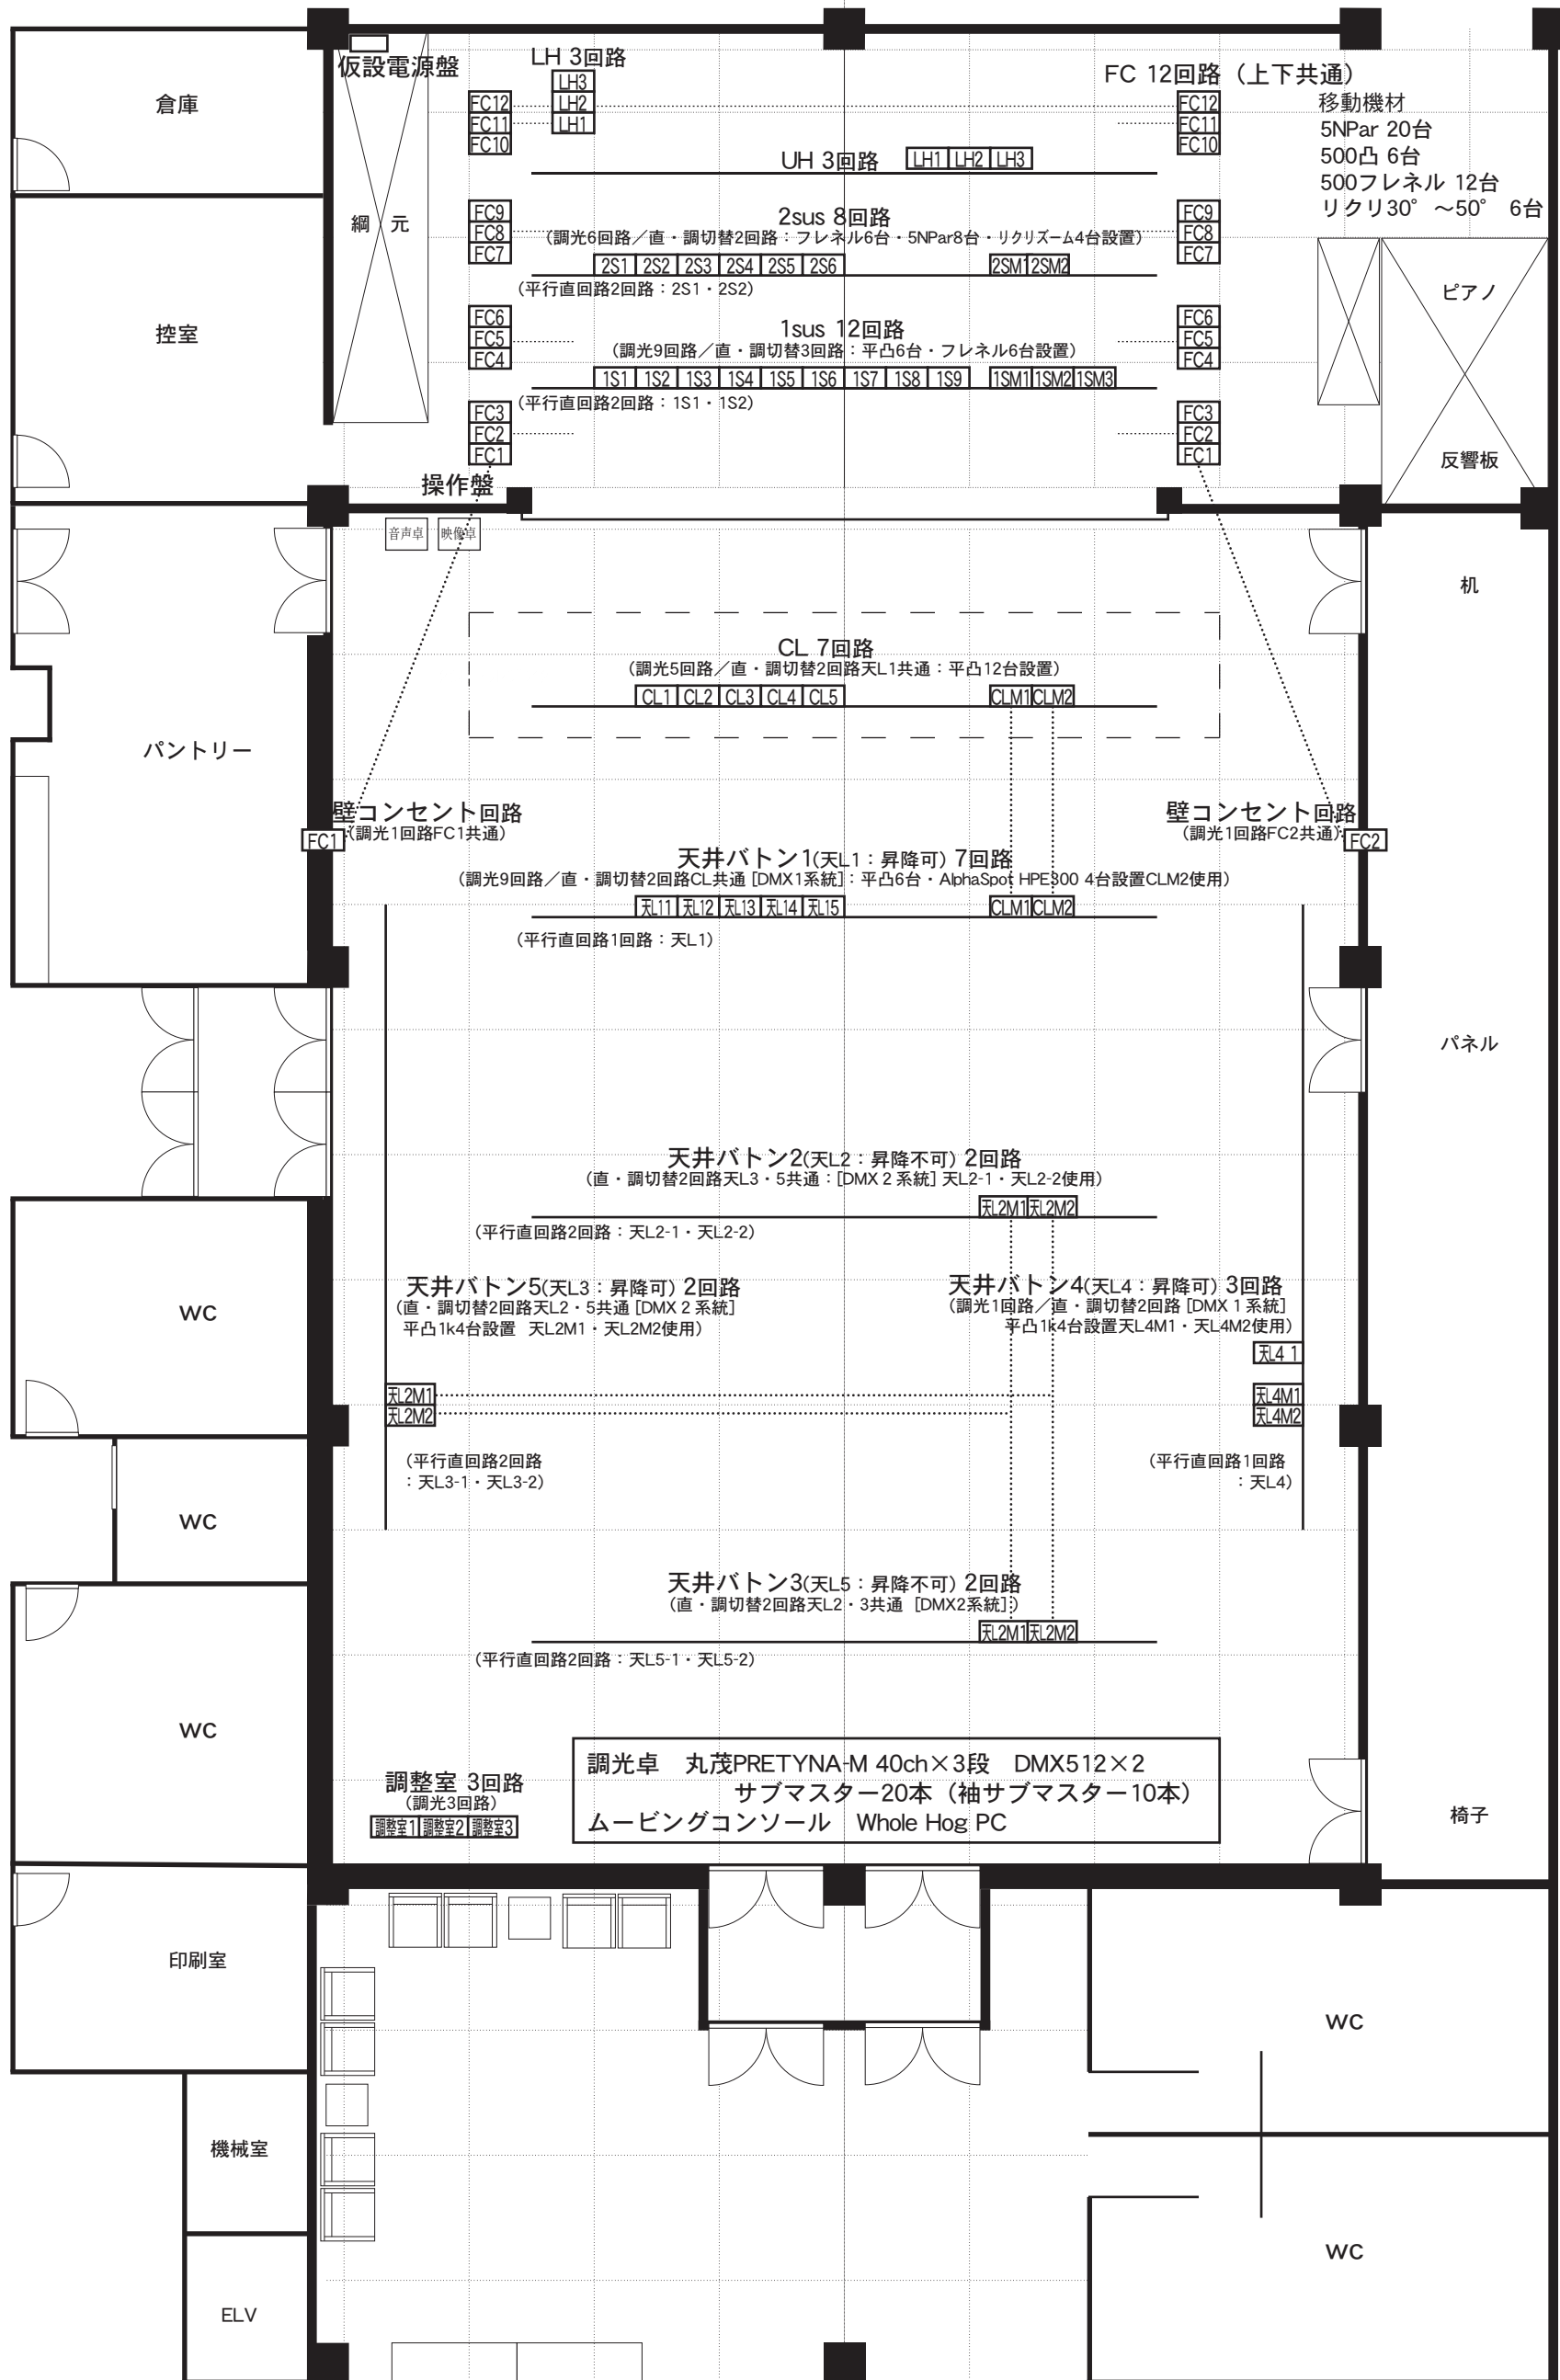 仮設電源盤
LH 3回路
LH3
LH2
LH1
FC 12回路（上下共通）
移動機材
5NPar 20台
500凸 6台
500フレネル 12台
リクリ30°～50° 6台
倉庫
FC12
FC11
FC10
FC12
FC11
FC10
UH 3回路
LH1 LH2 LH3
綱 元
FC9
FC8
FC7
2sus 8回路
（調光6回路／直・調切替2回路：フレネル6台・5NPar8台・リクリズーム4台設置）
2S1 2S2 2S3 2S4 2S5 2S6 2SM1 2SM2
（平行直回路2回路：2S1・2S2）
FC9
FC8
FC7
ピアノ
控室
FC6
FC5
FC4
1sus 12回路
（調光9回路／直・調切替3回路：平凸6台・フレネル6台設置）
1S1 1S2 1S3 1S4 1S5 1S6 1S7 1S8 1S9 1SM1 1SM2 1SM3
（平行直回路2回路：1S1・1S2）
FC6
FC5
FC4
FC3
FC2
FC1
FC3
FC2
FC1
反響板
操作盤
音声卓 映像卓
机
CL 7回路
（調光5回路／直・調切替2回路天L1共通：平凸12台設置）
CL1 CL2 CL3 CL4 CL5 CLM1 CLM2
パントリー
壁コンセント回路
（調光1回路FC1共通）
FC1
壁コンセント回路
（調光1回路FC2共通）
FC2
天井バトン1(天L1：昇降可) 7回路
（調光9回路／直・調切替2回路CL共通 [DMX1系統]：平凸6台・AlphaSpot HPE300 4台設置CLM2使用）
天L11 天L12 天L13 天L14 天L15 CLM1 CLM2
（平行直回路1回路：天L1）
パネル
天井バトン2(天L2：昇降不可) 2回路
（直・調切替2回路天L3・5共通：[DMX 2 系統] 天L2-1・天L2-2使用）
天L2M1 天L2M2
（平行直回路2回路：天L2-1・天L2-2）
WC
天井バトン5(天L3：昇降可) 2回路
（直・調切替2回路天L2・5共通 [DMX 2 系統]
平凸1k4台設置 天L2M1・天L2M2使用）
天井バトン4(天L4：昇降可) 3回路
（調光1回路／直・調切替2回路 [DMX 1 系統]
平凸1k4台設置天L4M1・天L4M2使用）
天L4 1
天L2M1
天L2M2
天L4M1
天L4M2
（平行直回路2回路
：天L3-1・天L3-2）
（平行直回路1回路
：天L4）
WC
天井バトン3(天L5：昇降不可) 2回路
（直・調切替2回路天L2・3共通 [DMX2系統]）
天L2M1 天L2M2
（平行直回路2回路：天L5-1・天L5-2）
WC
調整室 3回路
（調光3回路）
調整室1 調整室2 調整室3
調光卓 丸茂PRETYNA-M 40ch×3段 DMX512×2
サブマスター20本（袖サブマスター10本）
ムービングコンソール Whole Hog PC
椅子
印刷室
WC
機械室
WC
ELV